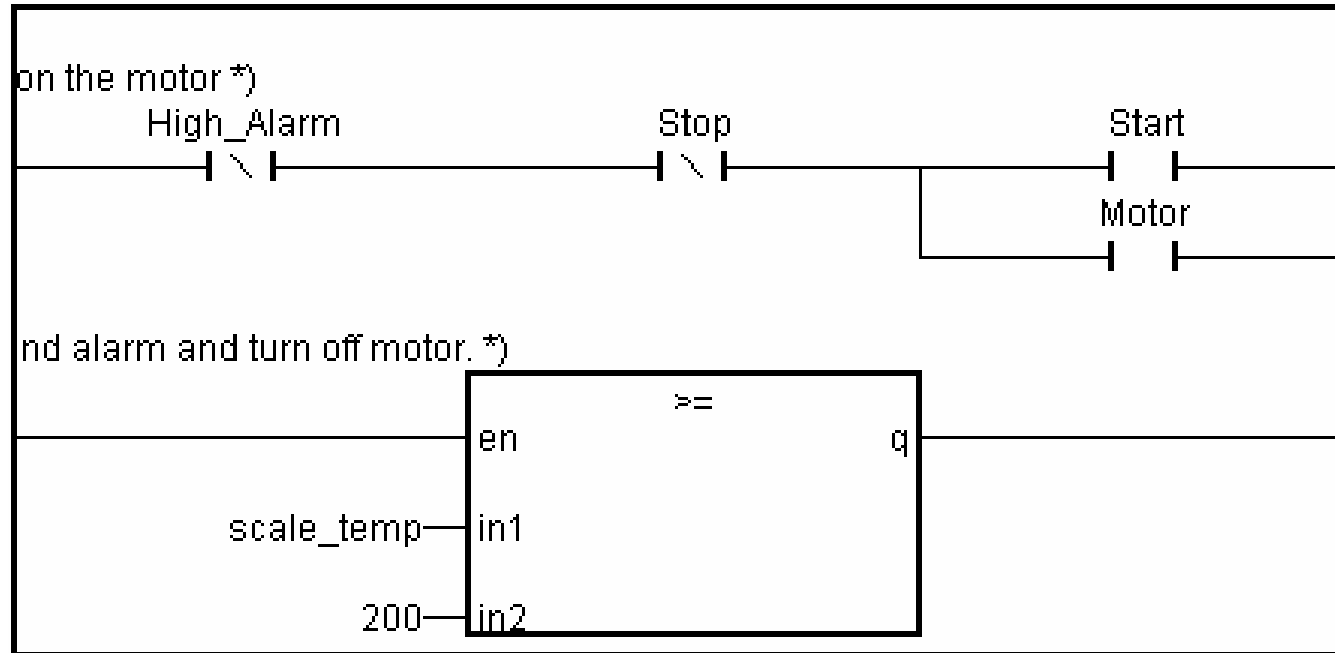 on the motor *)
High_Alarm Stop Start
Motor
nd alarm and turn off motor. *)
>=
en q
scale_temp in1
200 in2